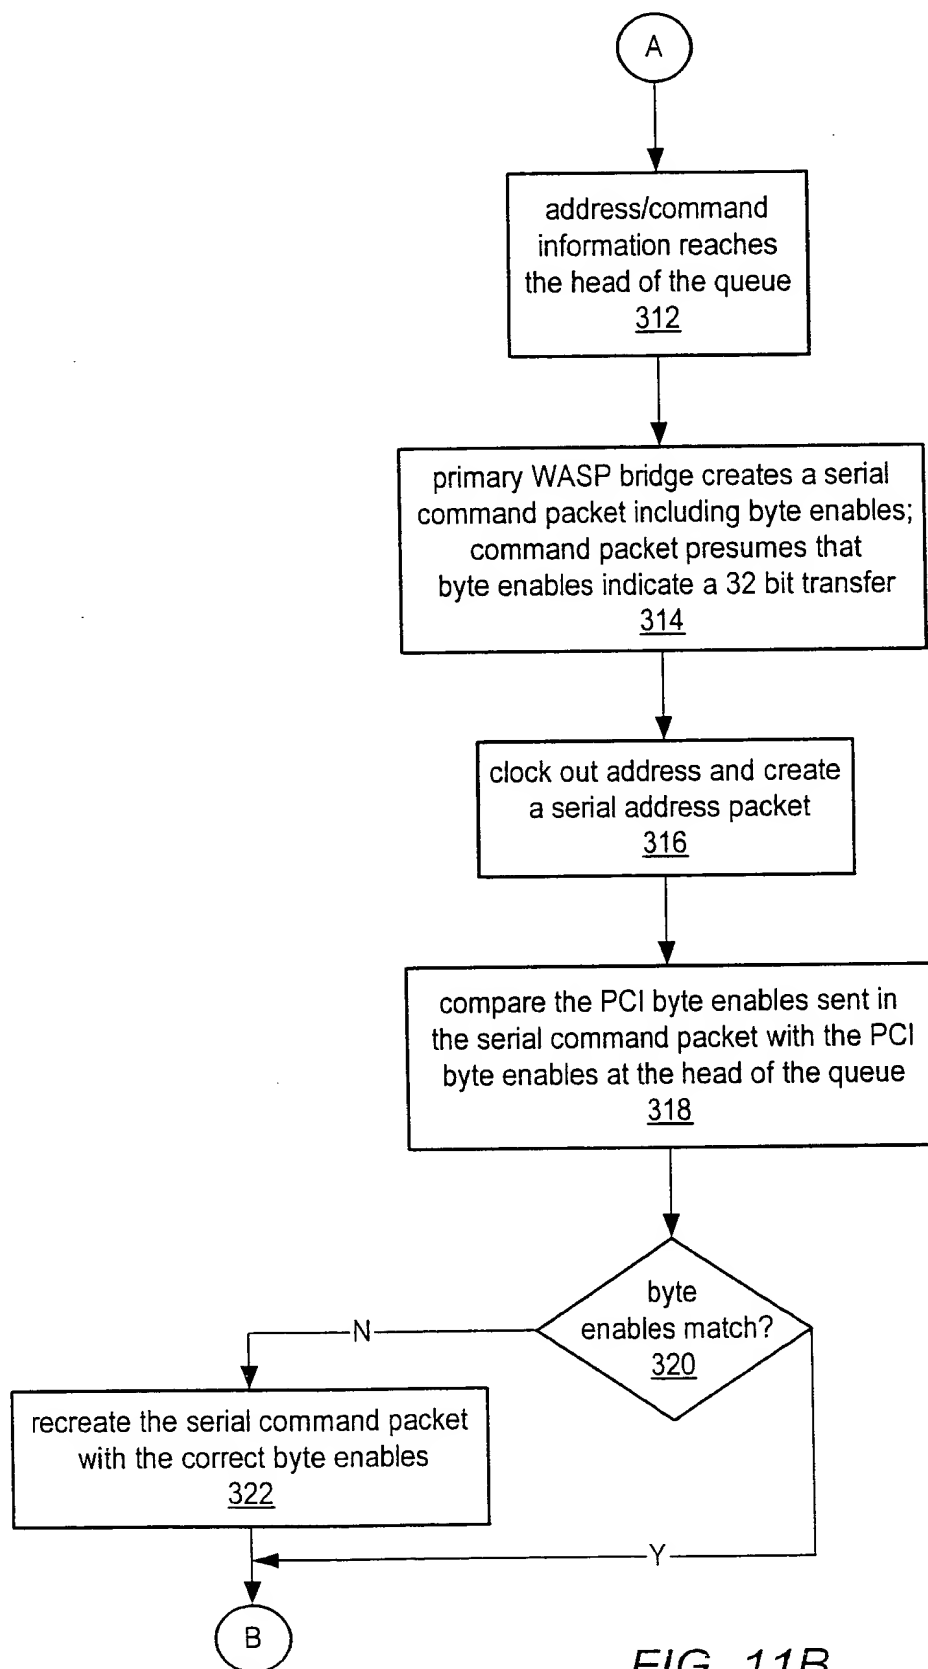 A
address/command
information reaches
the head of the queue
312
primary WASP bridge creates a serial
command packet including byte enables;
command packet presumes that
byte enables indicate a 32 bit transfer
314
clock out address and create
a serial address packet
316
compare the PCI byte enables sent in
the serial command packet with the PCI
byte enables at the head of the queue
318
byte
enables match?
320
N
recreate the serial command packet
with the correct byte enables
322
Y
B
FIG. 11B